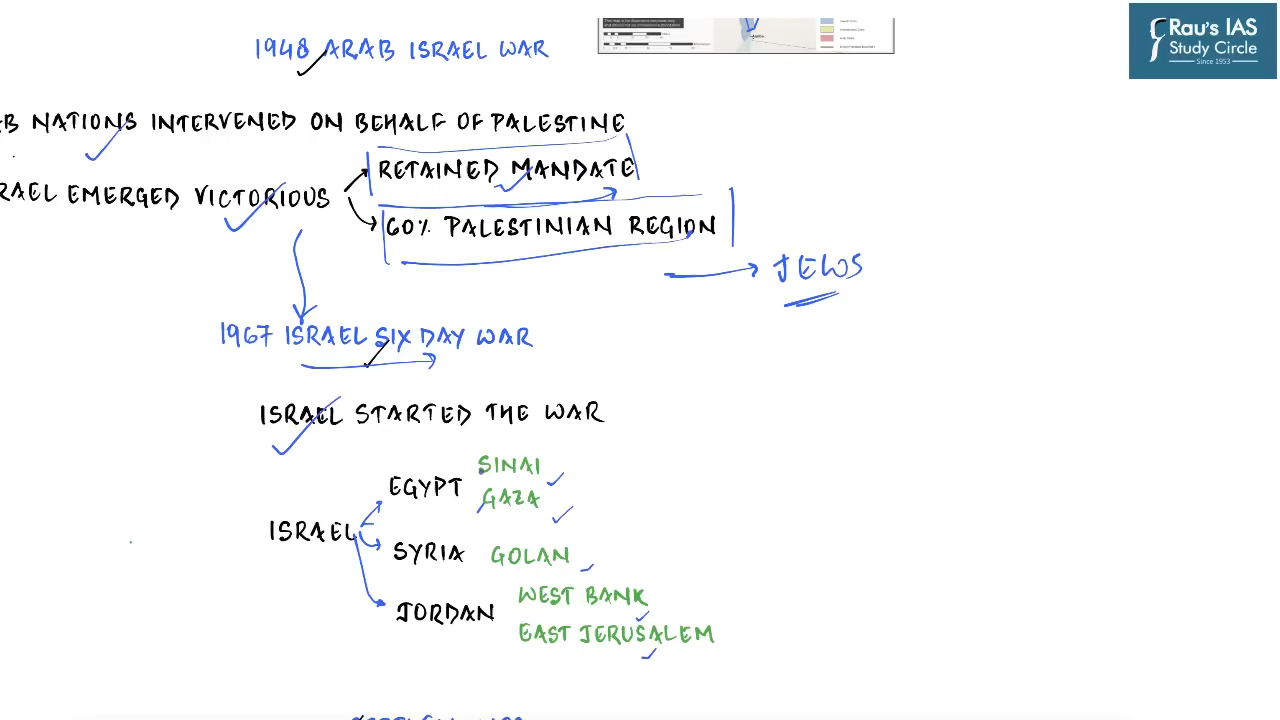 1948 ARAB ISRAEL WAR
Rau's IAS
Study Circle
Since 1953
AB NATIONS INTERVENED ON BEHALF OF PALESTINE
RETAINED MANDATE
RAEL EMERGED VICTORIOUS
60% PALESTINIAN REGION
JEWS
1967 ISRAEL SIX DAY WAR
ISRAEL STARTED THE WAR
SINAI
EGYPT
GAZA
ISRAEL
SYRIA GOLAN
WEST BANK
JORDAN
EAST JERUSALEM